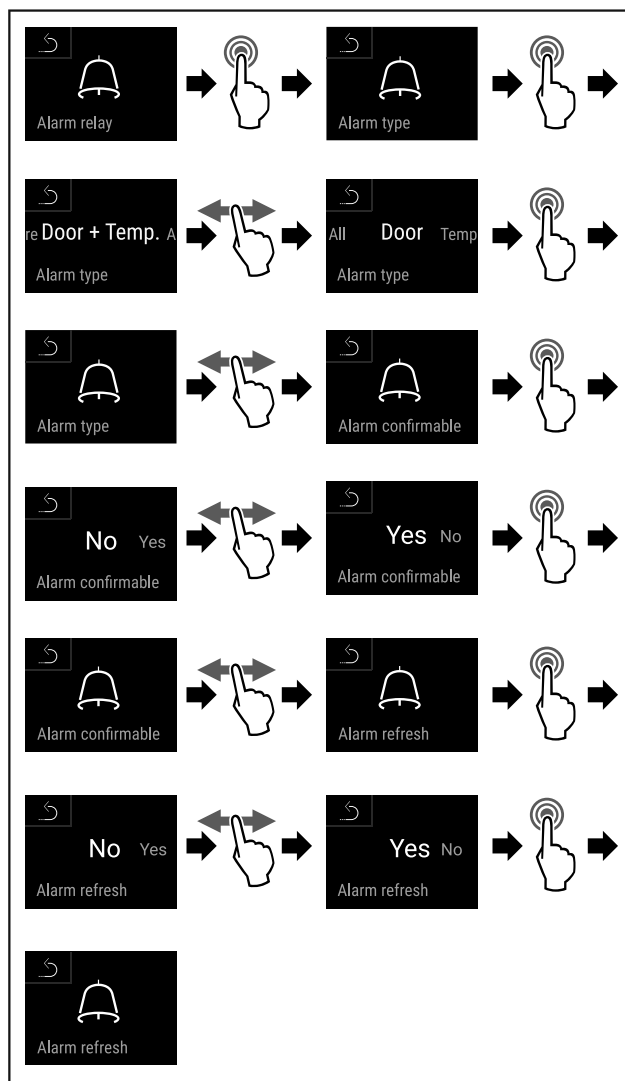 Alarm relay
Alarm type
re Door + Temp. A
Alarm type
All Door Temp
Alarm type
Alarm type
Alarm confirmable
No Yes
Alarm confirmable
Yes No
Alarm confirmable
Alarm confirmable
Alarm refresh
No Yes
Alarm refresh
Yes No
Alarm refresh
Alarm refresh